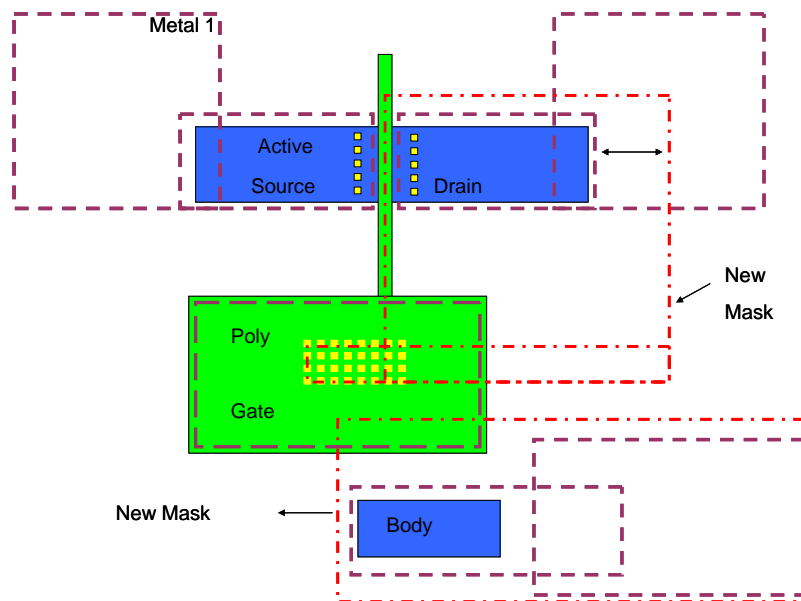 Metal 1
Active
Source
Drain
New
Mask
Poly
Gate
New Mask
Body